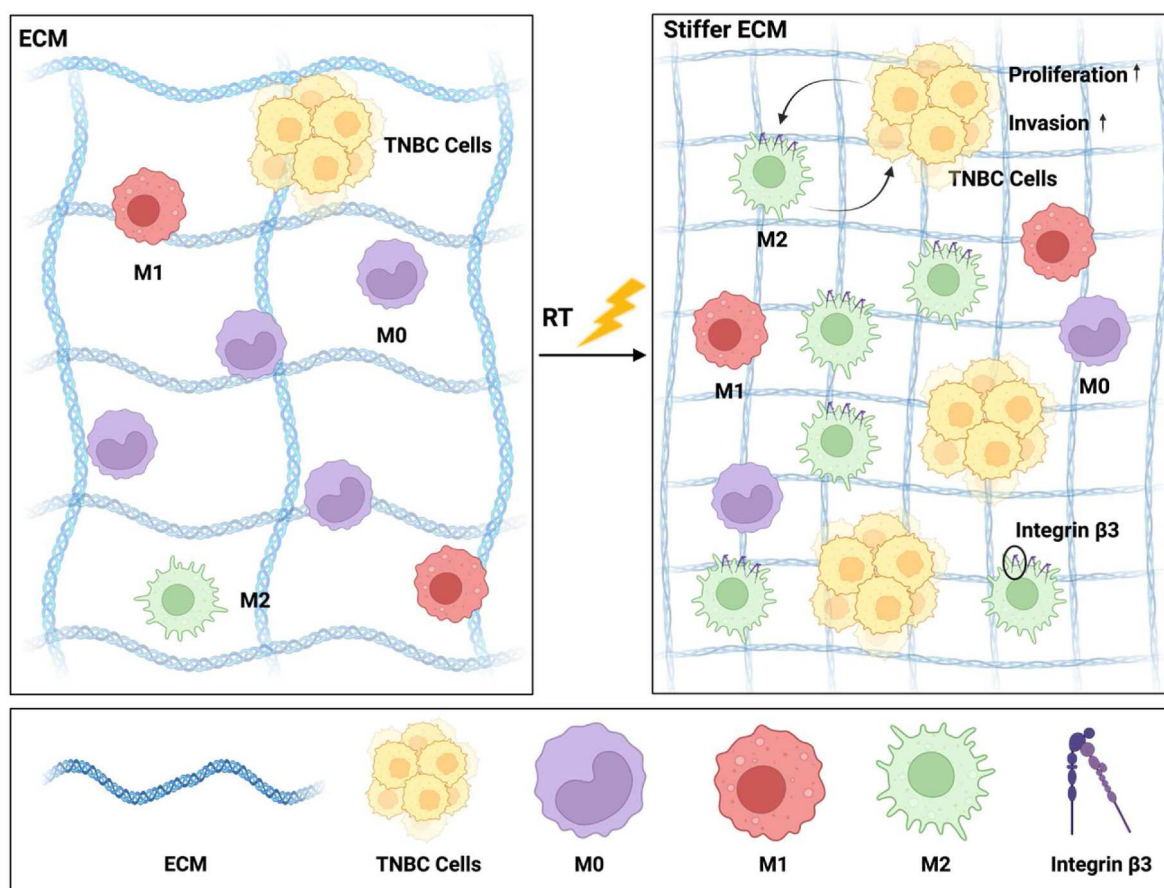 ECM
TNBC Cells
M1
M0
M2
RT
Stiffer ECM
Proliferation ↑
Invasion ↑
TNBC Cells
M2
M1
M0
Integrin β3
ECM
TNBC Cells
M0
M1
M2
Integrin β3